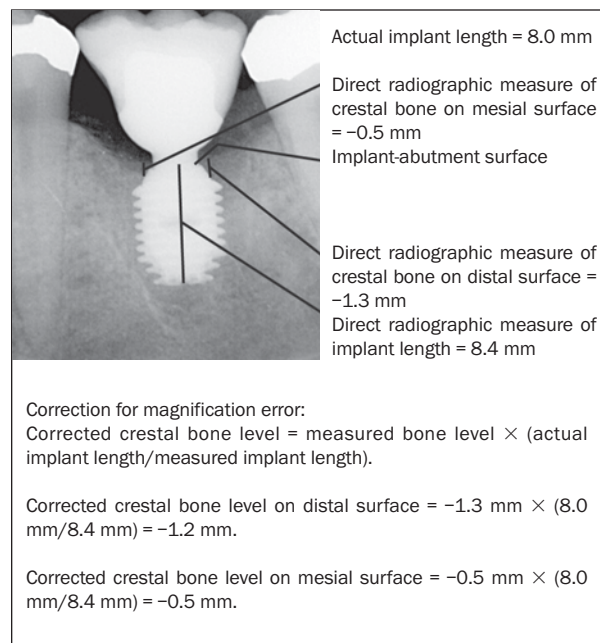 Actual implant length = 8.0 mm
Direct radiographic measure of
crestal bone on mesial surface
= −0.5 mm
Implant-abutment surface
Direct radiographic measure of
crestal bone on distal surface =
−1.3 mm
Direct radiographic measure of
implant length = 8.4 mm
Correction for magnification error:
Corrected crestal bone level = measured bone level × (actual
implant length/measured implant length).
Corrected crestal bone level on distal surface = −1.3 mm × (8.0
mm/8.4 mm) = −1.2 mm.
Corrected crestal bone level on mesial surface = −0.5 mm × (8.0
mm/8.4 mm) = −0.5 mm.